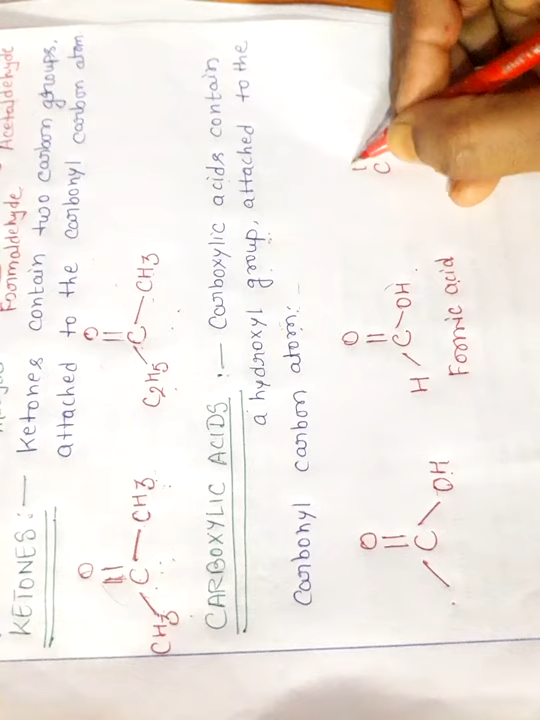 Formaldehyde Acetaldehyde
KETONES :— Ketones contain two carbon groups,
attached to the carbonyl carbon atom
O O
CH3 C CH3 C2H5 C CH3
CARBOXYLIC ACIDS :— Carboxylic acids contain
a hydroxyl group, attached to the
Carbonyl carbon atom.
O O
C OH H C OH C
Formic acid